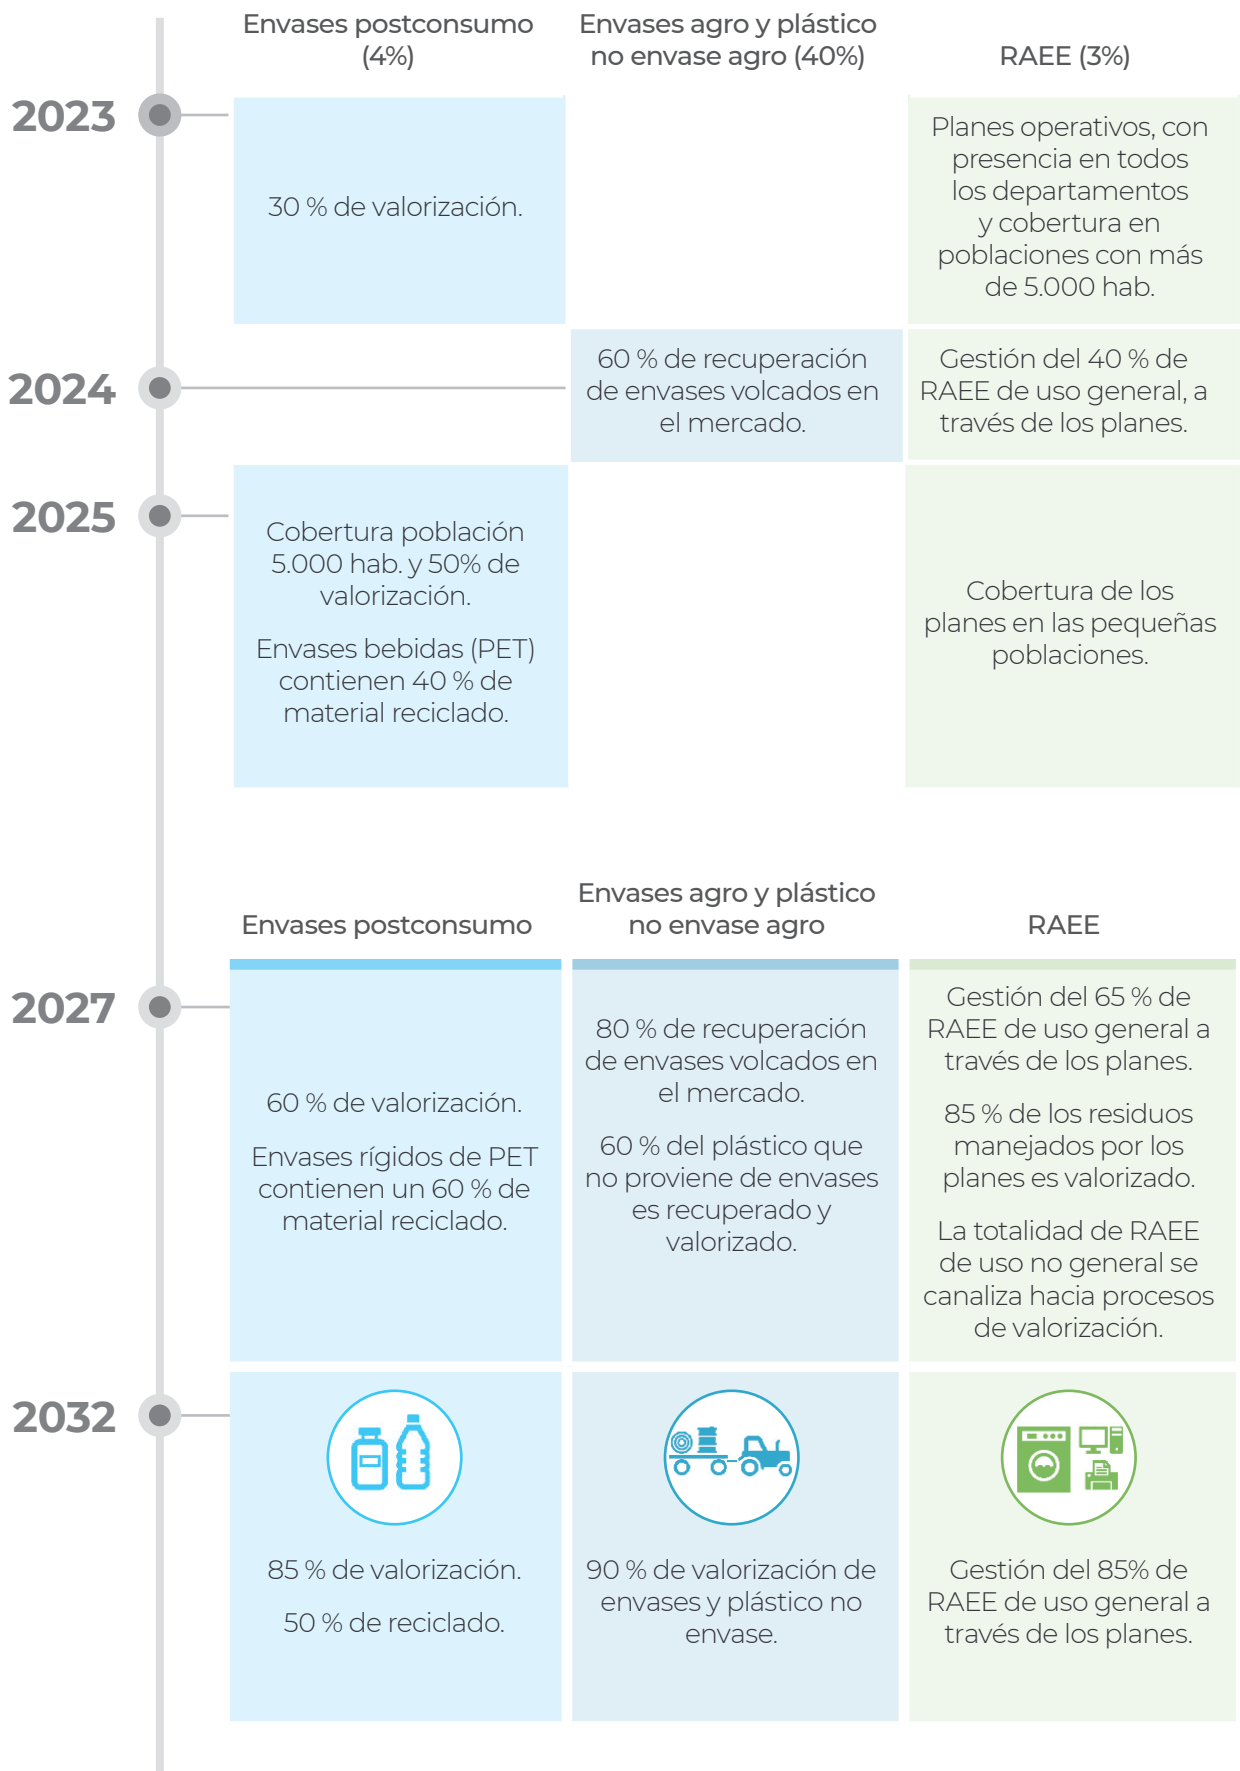 Envases postconsumo
(4%)
Envases agro y plástico
no envase agro (40%)
RAEE (3%)
2023
30 % de valorización.
Planes operativos, con
presencia en todos
los departamentos
y cobertura en
poblaciones con más
de 5.000 hab.
2024
60 % de recuperación
de envases volcados en
el mercado.
Gestión del 40 % de
RAEE de uso general, a
través de los planes.
2025
Cobertura población
5.000 hab. y 50% de
valorización.
Envases bebidas (PET)
contienen 40 % de
material reciclado.
Cobertura de los
planes en las pequeñas
poblaciones.
Envases postconsumo
Envases agro y plástico
no envase agro
RAEE
2027
60 % de valorización.
Envases rígidos de PET
contienen un 60 % de
material reciclado.
80 % de recuperación
de envases volcados en
el mercado.
60 % del plástico que
no proviene de envases
es recuperado y
valorizado.
Gestión del 65 % de
RAEE de uso general a
través de los planes.
85 % de los residuos
manejados por los
planes es valorizado.
La totalidad de RAEE
de uso no general se
canaliza hacia procesos
de valorización.
2032
85 % de valorización.
50 % de reciclado.
90 % de valorización de
envases y plástico no
envase.
Gestión del 85% de
RAEE de uso general a
través de los planes.